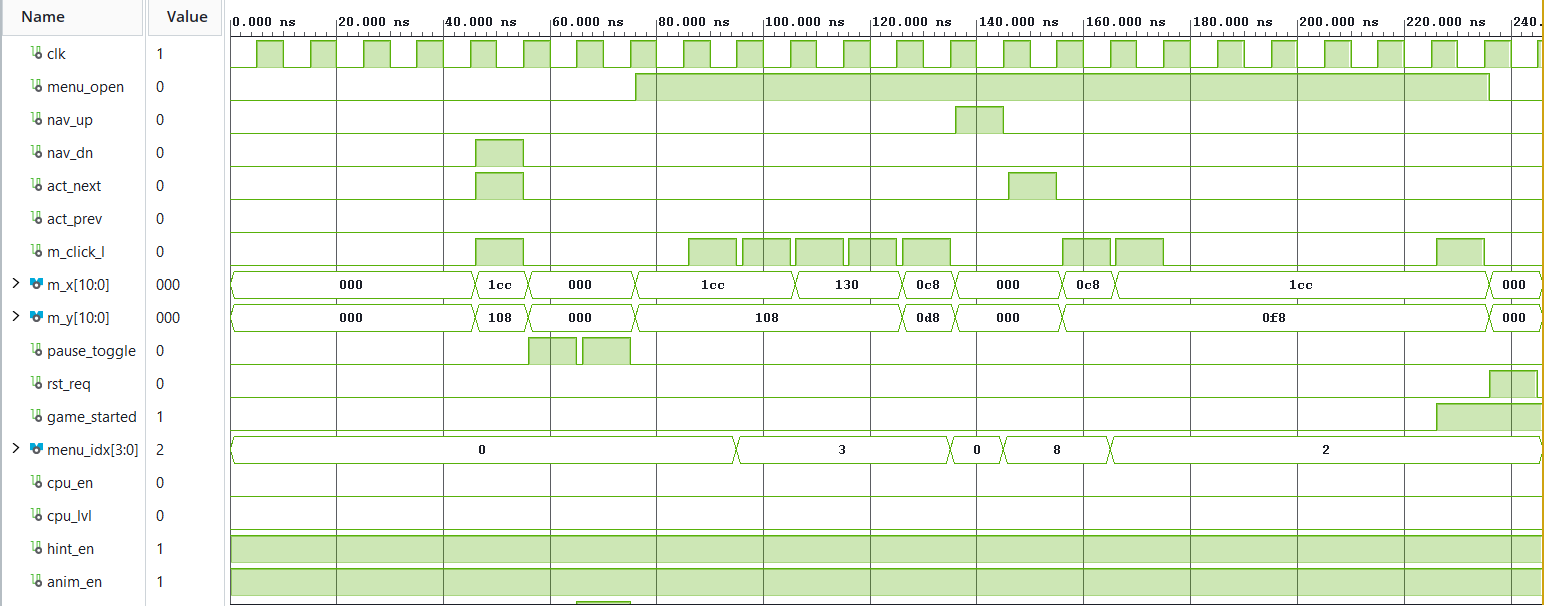 Name Value 0.000 ns 20.000 ns 40.000 ns 60.000 ns 80.000 ns 100.000 ns 120.000 ns 140.000 ns 160.000 ns 180.000 ns 200.000 ns 220.000 ns 240.
clk 1
menu_open 0
nav_up 0
nav_dn 0
act_next 0
act_prev 0
m_click_l 0
m_x[10:0] 000 000 1cc 000 1cc 130 0c8 000 0c8 1cc 000
m_y[10:0] 000 000 108 000 108 0d8 000 0f8 000
pause_toggle 0
rst_req 0
game_started 1
menu_idx[3:0] 2 0 3 0 8 2
cpu_en 0
cpu_lvl 0
hint_en 1
anim_en 1